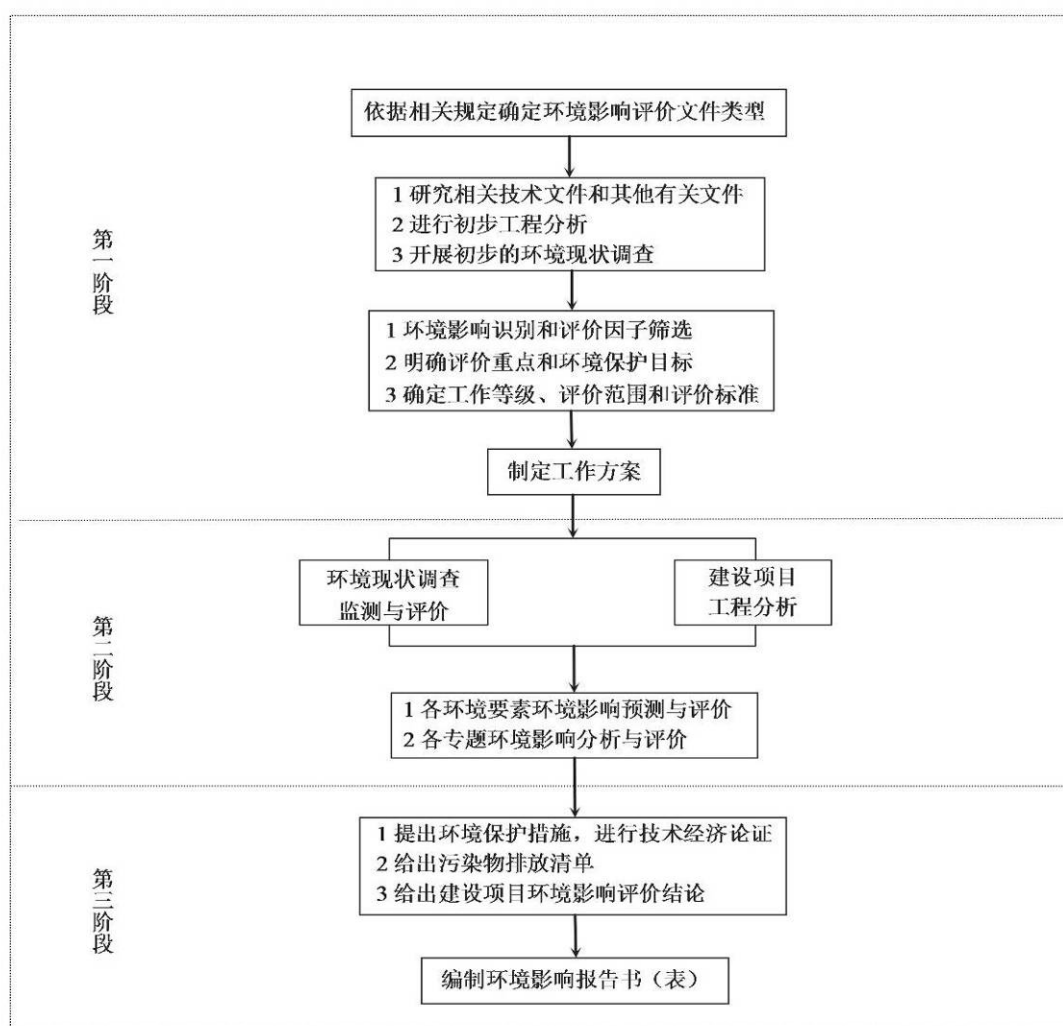 依据相关规定确定环境影响评价文件类型
第一阶段
1 研究相关技术文件和其他有关文件
2 进行初步工程分析
3 开展初步的环境现状调查
1 环境影响识别和评价因子筛选
2 明确评价重点和环境保护目标
3 确定工作等级、评价范围和评价标准
制定工作方案
第二阶段
环境现状调查
监测与评价
建设项目
工程分析
1 各环境要素环境影响预测与评价
2 各专题环境影响分析与评价
第三阶段
1 提出环境保护措施，进行技术经济论证
2 给出污染物排放清单
3 给出建设项目环境影响评价结论
编制环境影响报告书（表）